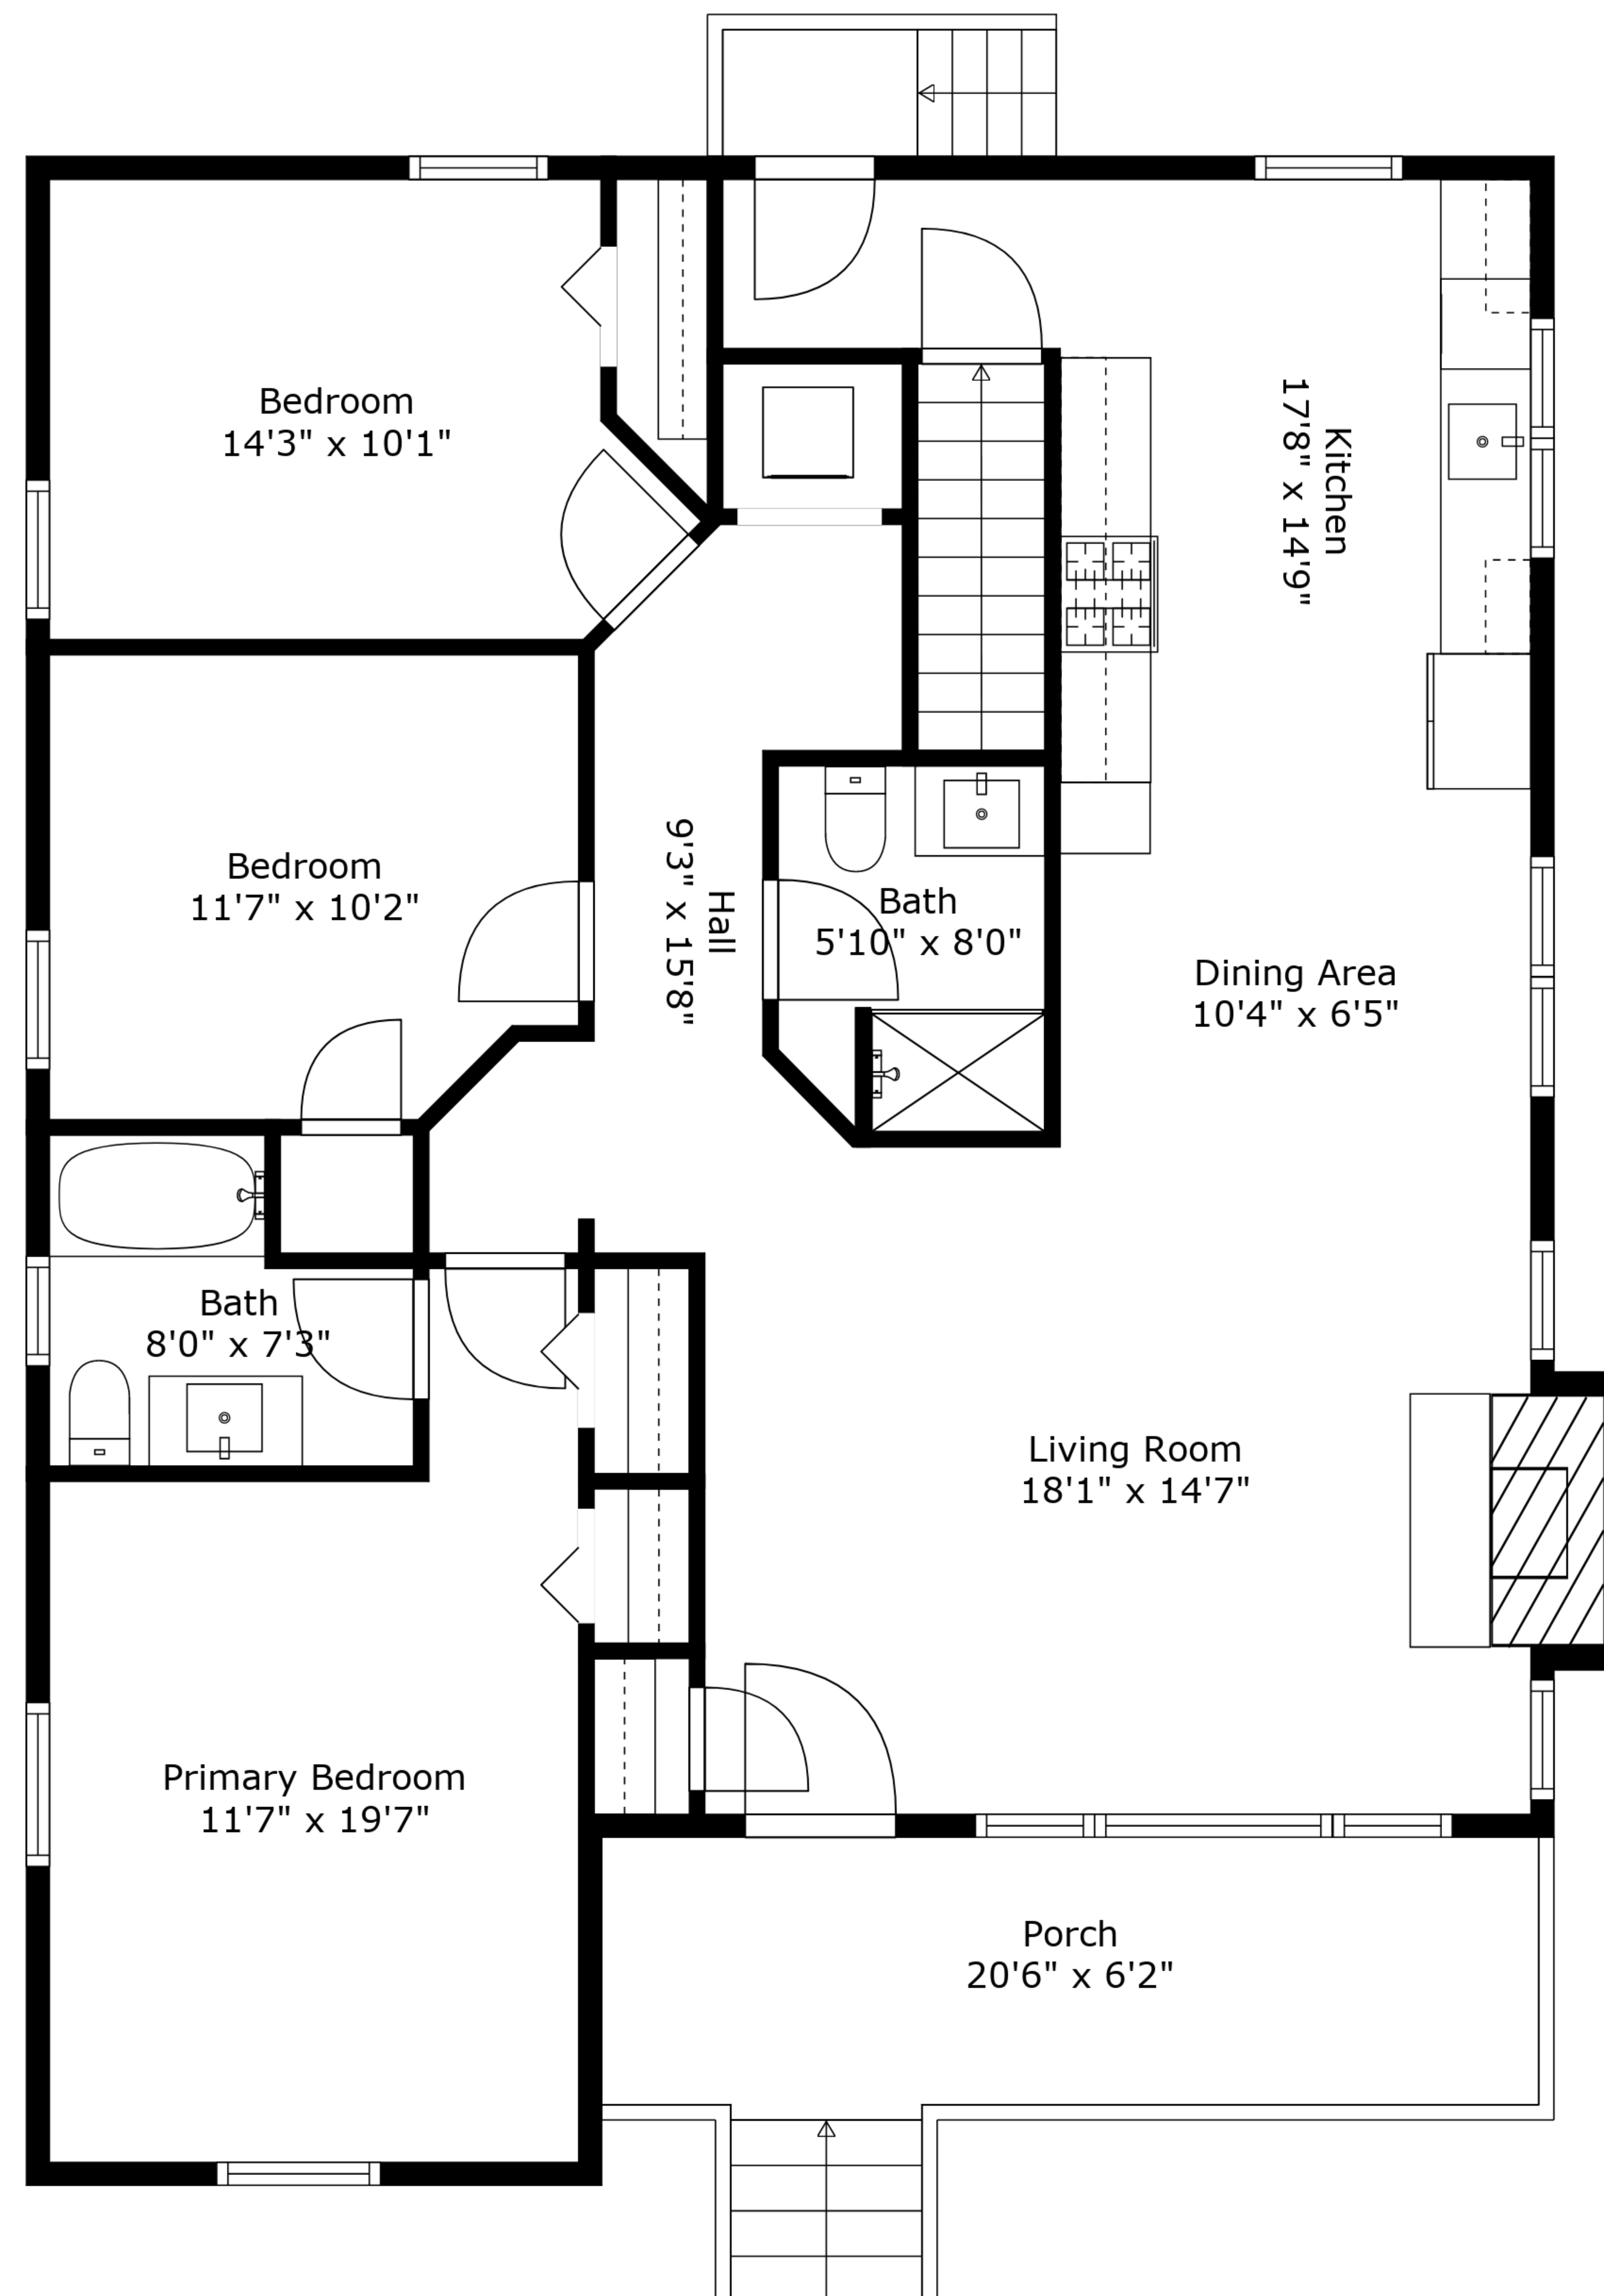 Bedroom
14'3" x 10'1"
Kitchen
17'8" x 14'9"
Bedroom
11'7" x 10'2"
Hall
9'3" x 15'8"
Bath
5'10" x 8'0"
Dining Area
10'4" x 6'5"
Bath
8'0" x 7'3"
Living Room
18'1" x 14'7"
Primary Bedroom
11'7" x 19'7"
Porch
20'6" x 6'2"